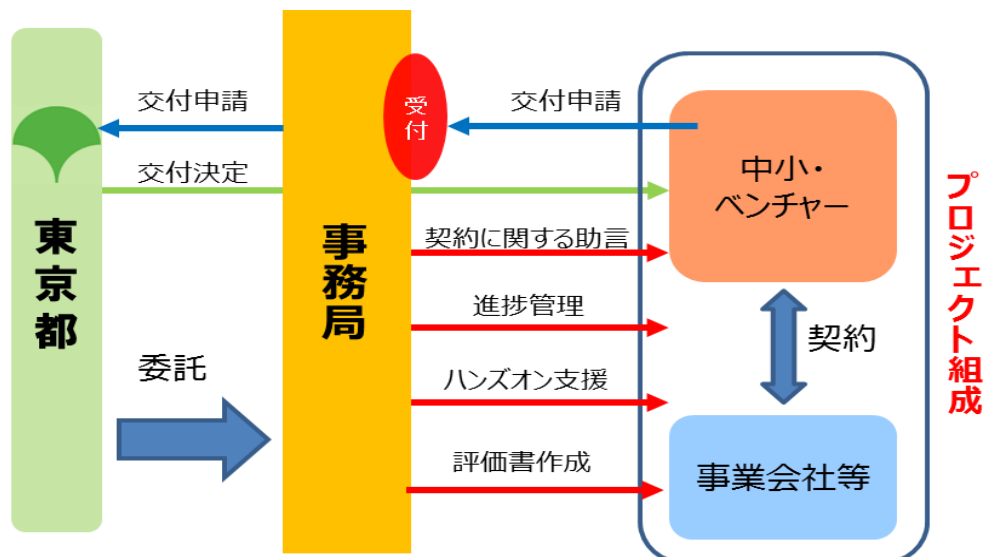 東京都
交付申請
交付決定
委託
事務局
受付
交付申請
契約に関する助言
進捗管理
ハンズオン支援
評価書作成
中小・
ベンチャー
契約
事業会社等
プロジェクト組成